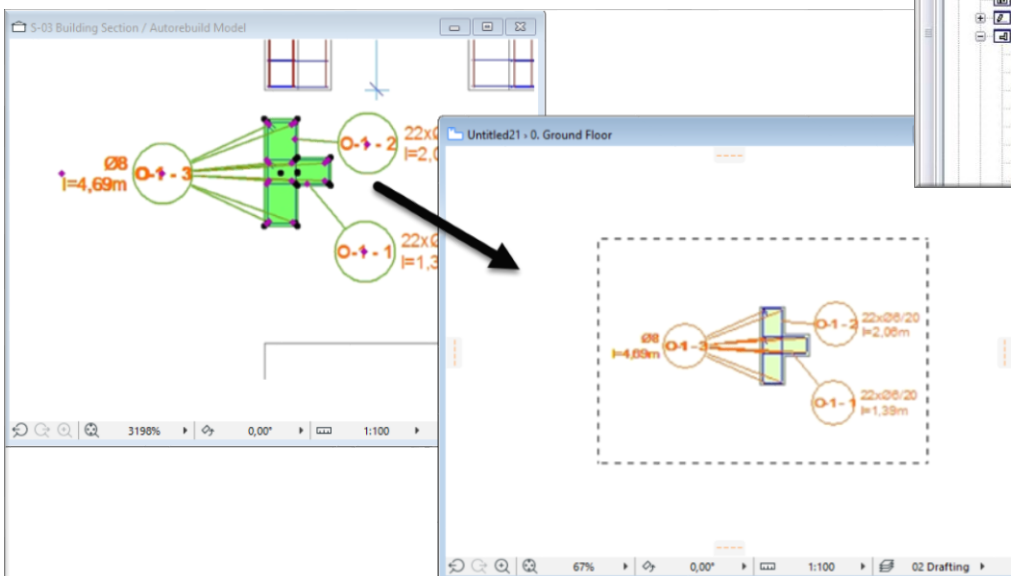 S-03 Building Section / Autorebuild Model
Ø8
l=4,69m
O-1 - 3
O-1 - 2
l=2,0
O-1 - 1
l=1,3
3198%
0,00°
1:100
Untitled21 › 0. Ground Floor
Ø8
l=4,69m
O-1 - 3
O-1 - 2
22xØ6/20
l=2,06m
O-1 - 1
22xØ6/20
l=1,39m
67%
0,00°
1:100
02 Drafting